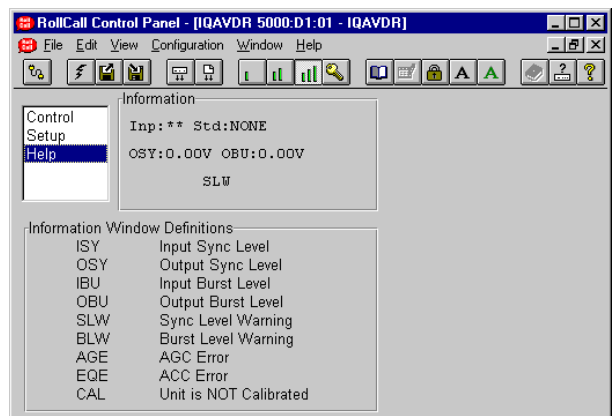 RollCall Control Panel - [IQAVDR 5000:D1:01 - IQAVDR]
File Edit View Configuration Window Help
A A
Control
Setup
Help
Information
Inp:** Std:NONE
OSY:0.00V OBU:0.00V
SLW
Information Window Definitions
ISY Input Sync Level
OSY Output Sync Level
IBU Input Burst Level
OBU Output Burst Level
SLW Sync Level Warning
BLW Burst Level Warning
AGE AGC Error
EQE ACC Error
CAL Unit is NOT Calibrated